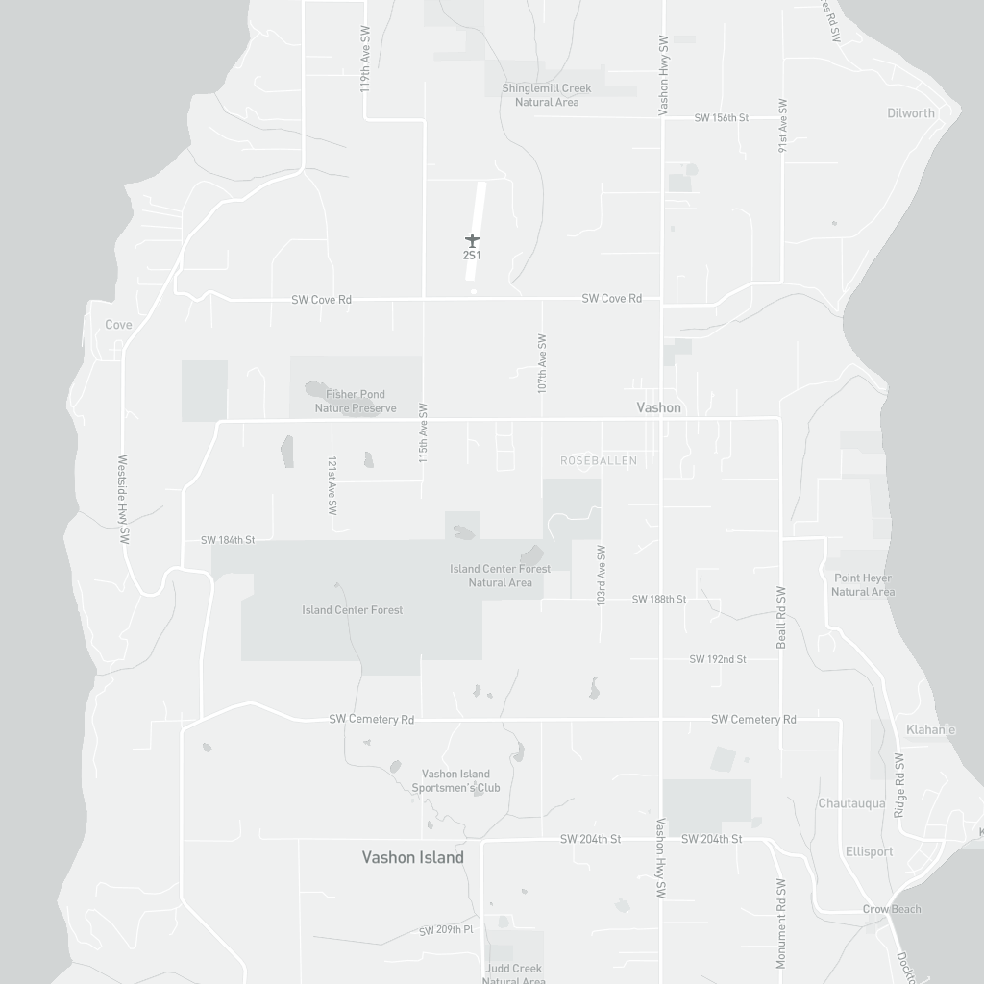 119th Ave SW
Vashon Hwy SW
Shinglemill Creek
Natural Area
SW 156th St
91st Ave SW
Dilworth
2S1
SW Cove Rd
SW Cove Rd
Cove
107th Ave SW
Fisher Pond
Nature Preserve
Vashon
115th Ave SW
ROSEBALLEN
121st Ave SW
Westside Hwy SW
SW 184th St
Island Center Forest
Natural Area
103rd Ave SW
Point Heyer
Natural Area
Island Center Forest
SW 188th St
Beall Rd SW
SW 192nd St
SW Cemetery Rd
SW Cemetery Rd
Klahanie
Vashon Island
Sportsmen's Club
Ridge Rd SW
Chautauqua
SW 204th St
SW 204th St
Vashon Hwy SW
Ellisport
Vashon Island
Monument Rd SW
Crow Beach
SW 209th Pl
Judd Creek
Natural Area